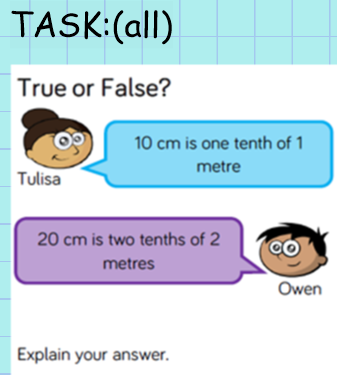 TASK:(all)
True or False?
10 cm is one tenth of 1
metre
Tulisa
20 cm is two tenths of 2
metres
Owen
Explain your answer.